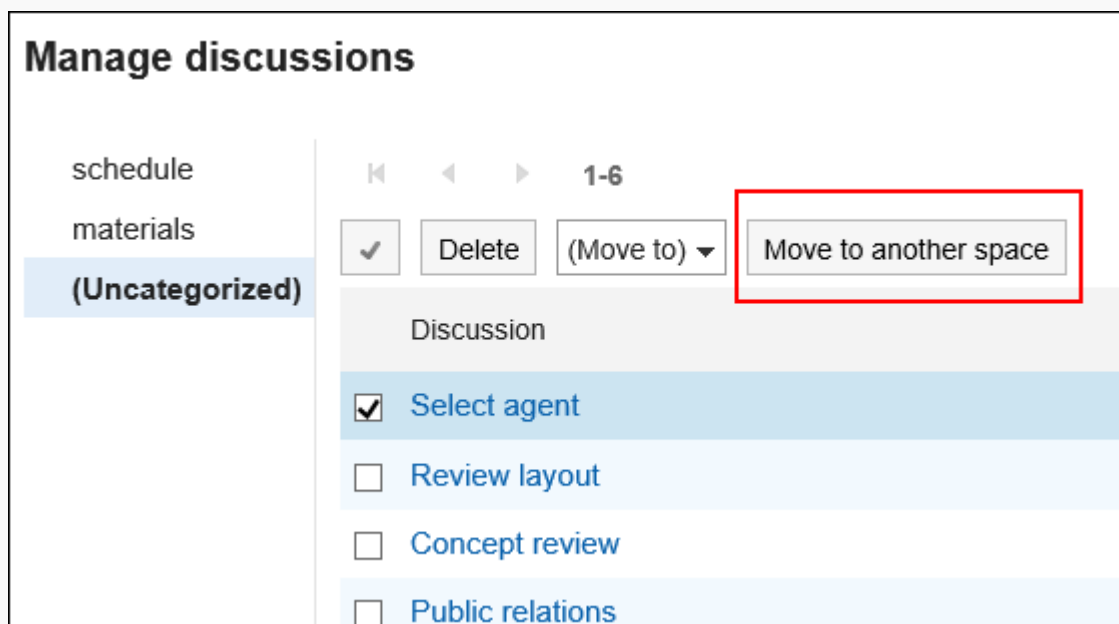 Manage discussions
schedule
materials
(Uncategorized)
1-6
Delete
(Move to)
Move to another space
Discussion
Select agent
Review layout
Concept review
Public relations